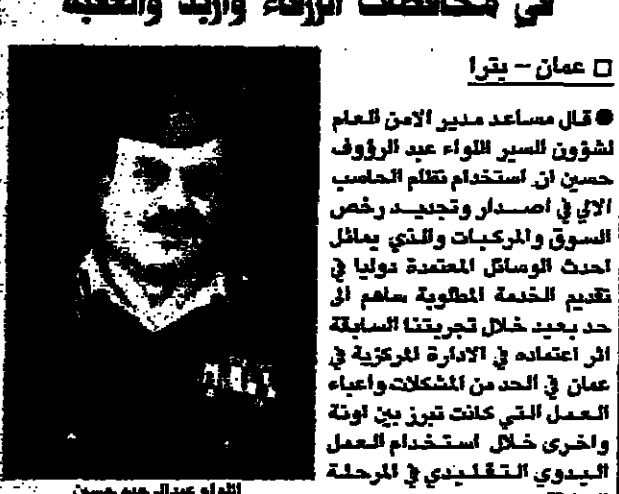 في محافظات الزرقاء واربد والعقبة
□ عمان – بترا
● قال مساعد مدير الامن العام
لشؤون السير اللواء عبد الرؤوف
حسين ان استخدام نظام الحاسب
الالي في اصدار وتجديد رخص
السوق والمركبات والذي يماثل
احدث الوسائل المعتمدة دوليا في
تقديم الخدمة المطلوبة ساهم الى
حد بعيد خلال تجربتنا السابقة
اثر اعتماده في الادارة المركزية في
عمان في الحد من المشكلات واعباء
العمل التي كانت تبرز بين اونة
واخرى خلال استخدام العمل
اليدوي التقليدي في المرحلة
اللواء حسين